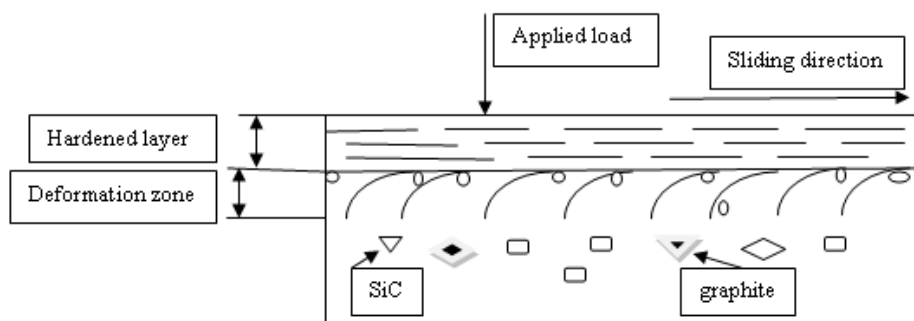 Applied load
Sliding direction
Hardened layer
Deformation zone
SiC
graphite